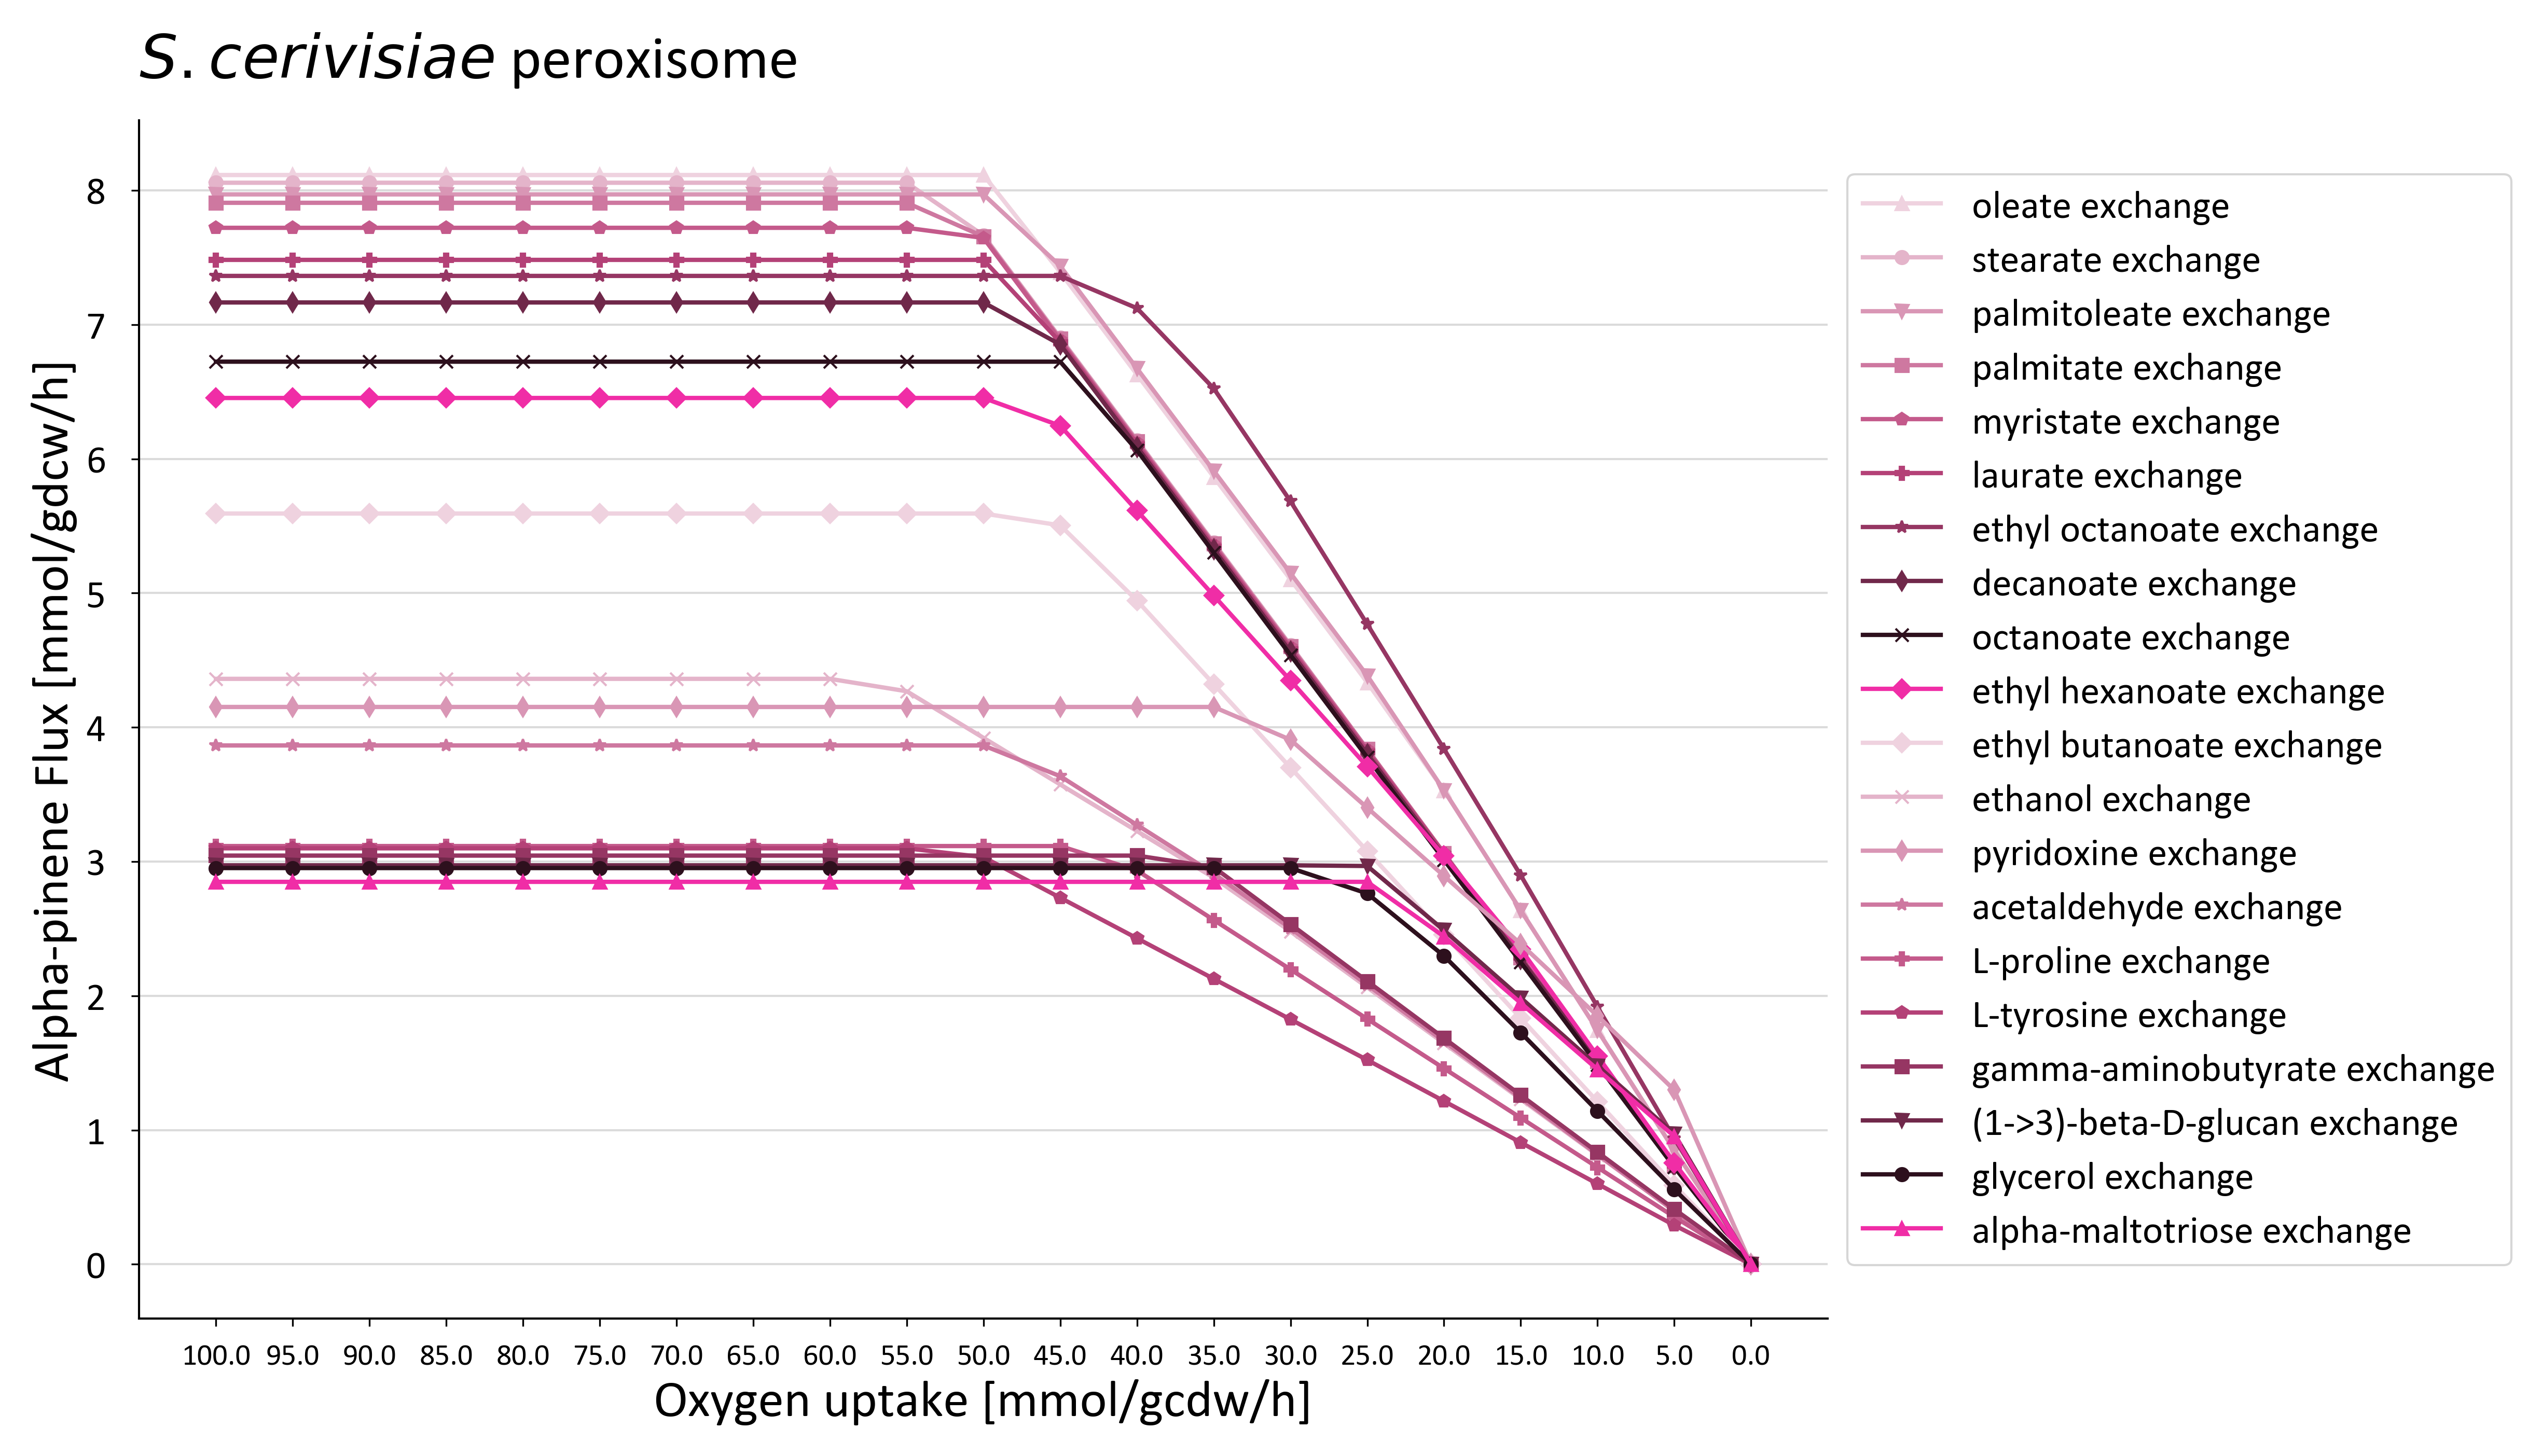 S. cerivisiae peroxisome
Alpha-pinene Flux [mmol/gdcw/h]
8
7
6
5
4
3
2
1
0
100.0 95.0 90.0 85.0 80.0 75.0 70.0 65.0 60.0 55.0 50.0 45.0 40.0 35.0 30.0 25.0 20.0 15.0 10.0 5.0 0.0
Oxygen uptake [mmol/gcdw/h]
oleate exchange
stearate exchange
palmitoleate exchange
palmitate exchange
myristate exchange
laurate exchange
ethyl octanoate exchange
decanoate exchange
octanoate exchange
ethyl hexanoate exchange
ethyl butanoate exchange
ethanol exchange
pyridoxine exchange
acetaldehyde exchange
L-proline exchange
L-tyrosine exchange
gamma-aminobutyrate exchange
(1->3)-beta-D-glucan exchange
glycerol exchange
alpha-maltotriose exchange